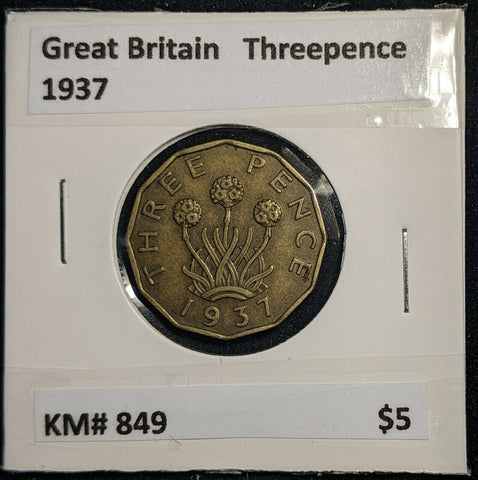 Great Britain Threepence
1937
THREE PENCE
1937
KM# 849 $5